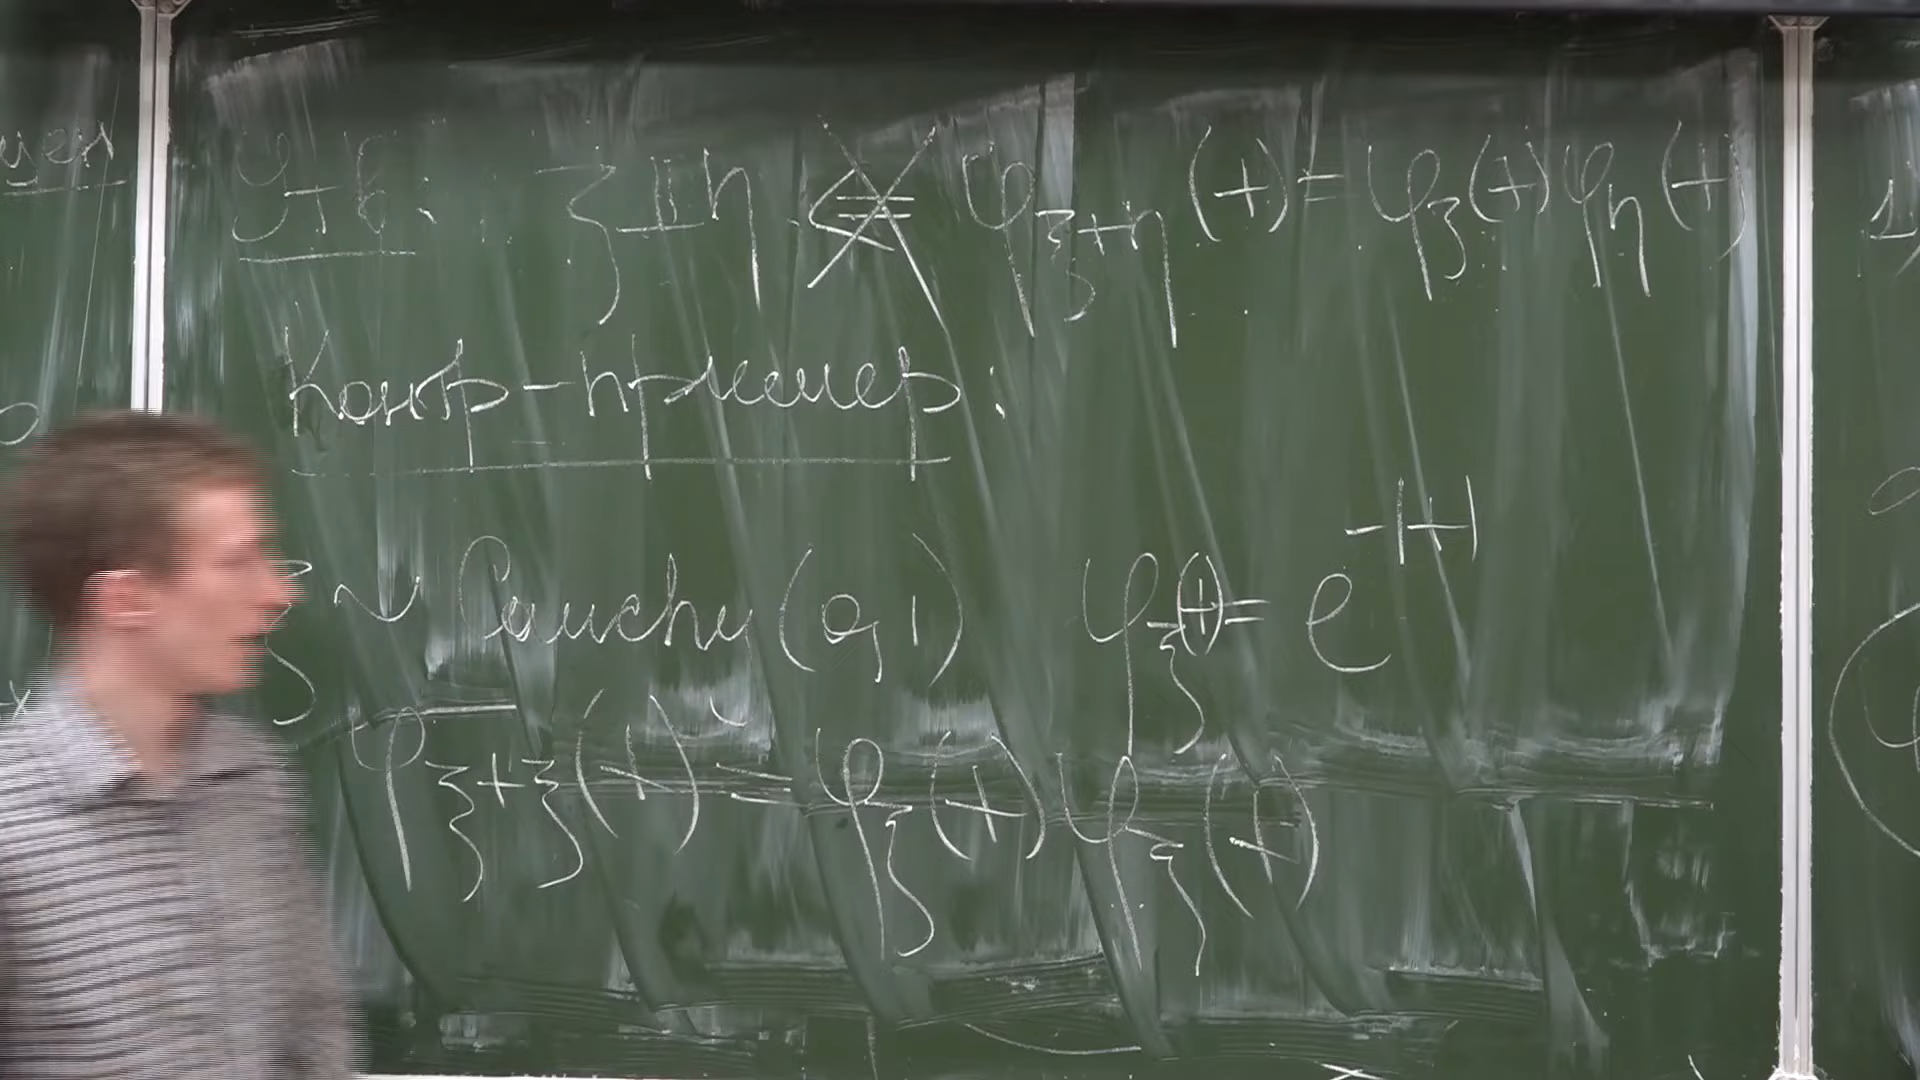 Утв. ξ ⫫ η ⇐ φ_{ξ+η}(t) = φ_ξ(t) φ_η(t)
Контр-пример:
ξ ~ Cauchy(0,1) φ_ξ(t) = e^{-|t|}
φ_{ξ+ξ}(t) = φ_ξ(t) φ_ξ(t)